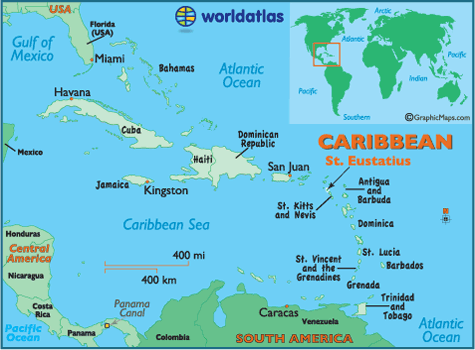 USA
worldatlas
Florida
(USA)
Gulf of
Mexico
Miami
Atlantic
Ocean
Bahamas
Arctic
Atlantic
Pacific
Indian
Pacific
Southern
©GraphicMaps.com
Havana
Cuba
Mexico
Dominican
Republic
Haiti
San Juan
CARIBBEAN
St. Eustatius
Jamaica
Kingston
Antigua
and
Barbuda
St. Kitts
and Nevis
Caribbean Sea
Dominica
Honduras
Central
America
400 mi
400 km
St. Lucia
St. Vincent
and the
Grenadines
Barbados
Nicaragua
Grenada
Costa
Rica
Panama
Canal
Caracas
Trinidad
and
Tobago
Pacific
Ocean
Panama
Colombia
Venezuela
SOUTH AMERICA
Atlantic
Ocean